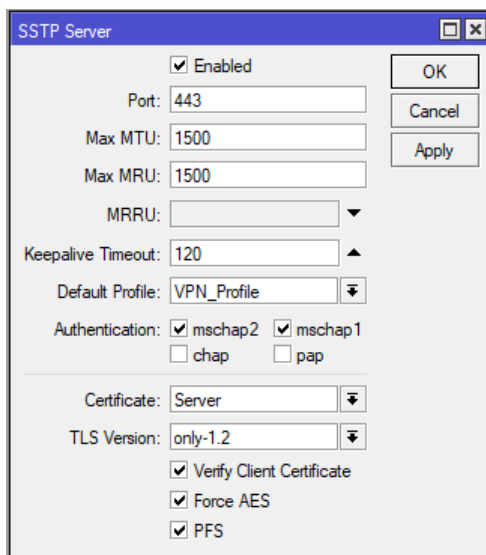 SSTP Server
Enabled
OK
Port: 443
Cancel
Max MTU: 1500
Apply
Max MRU: 1500
MRRU:
Keepalive Timeout: 120
Default Profile: VPN_Profile
Authentication: mschap2 mschap1
chap pap
Certificate: Server
TLS Version: only-1.2
Verify Client Certificate
Force AES
PFS